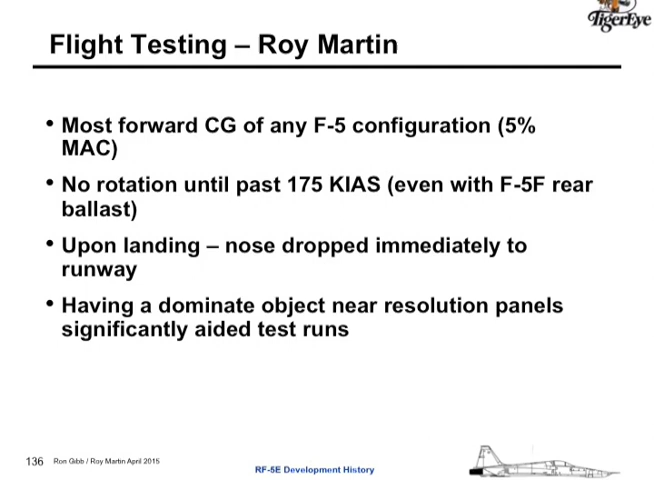 TigerEye
Flight Testing – Roy Martin
• Most forward CG of any F-5 configuration (5%
MAC)
• No rotation until past 175 KIAS (even with F-5F rear
ballast)
• Upon landing – nose dropped immediately to
runway
• Having a dominate object near resolution panels
significantly aided test runs
136 Ron Gibb / Roy Martin April 2015
RF-5E Development History